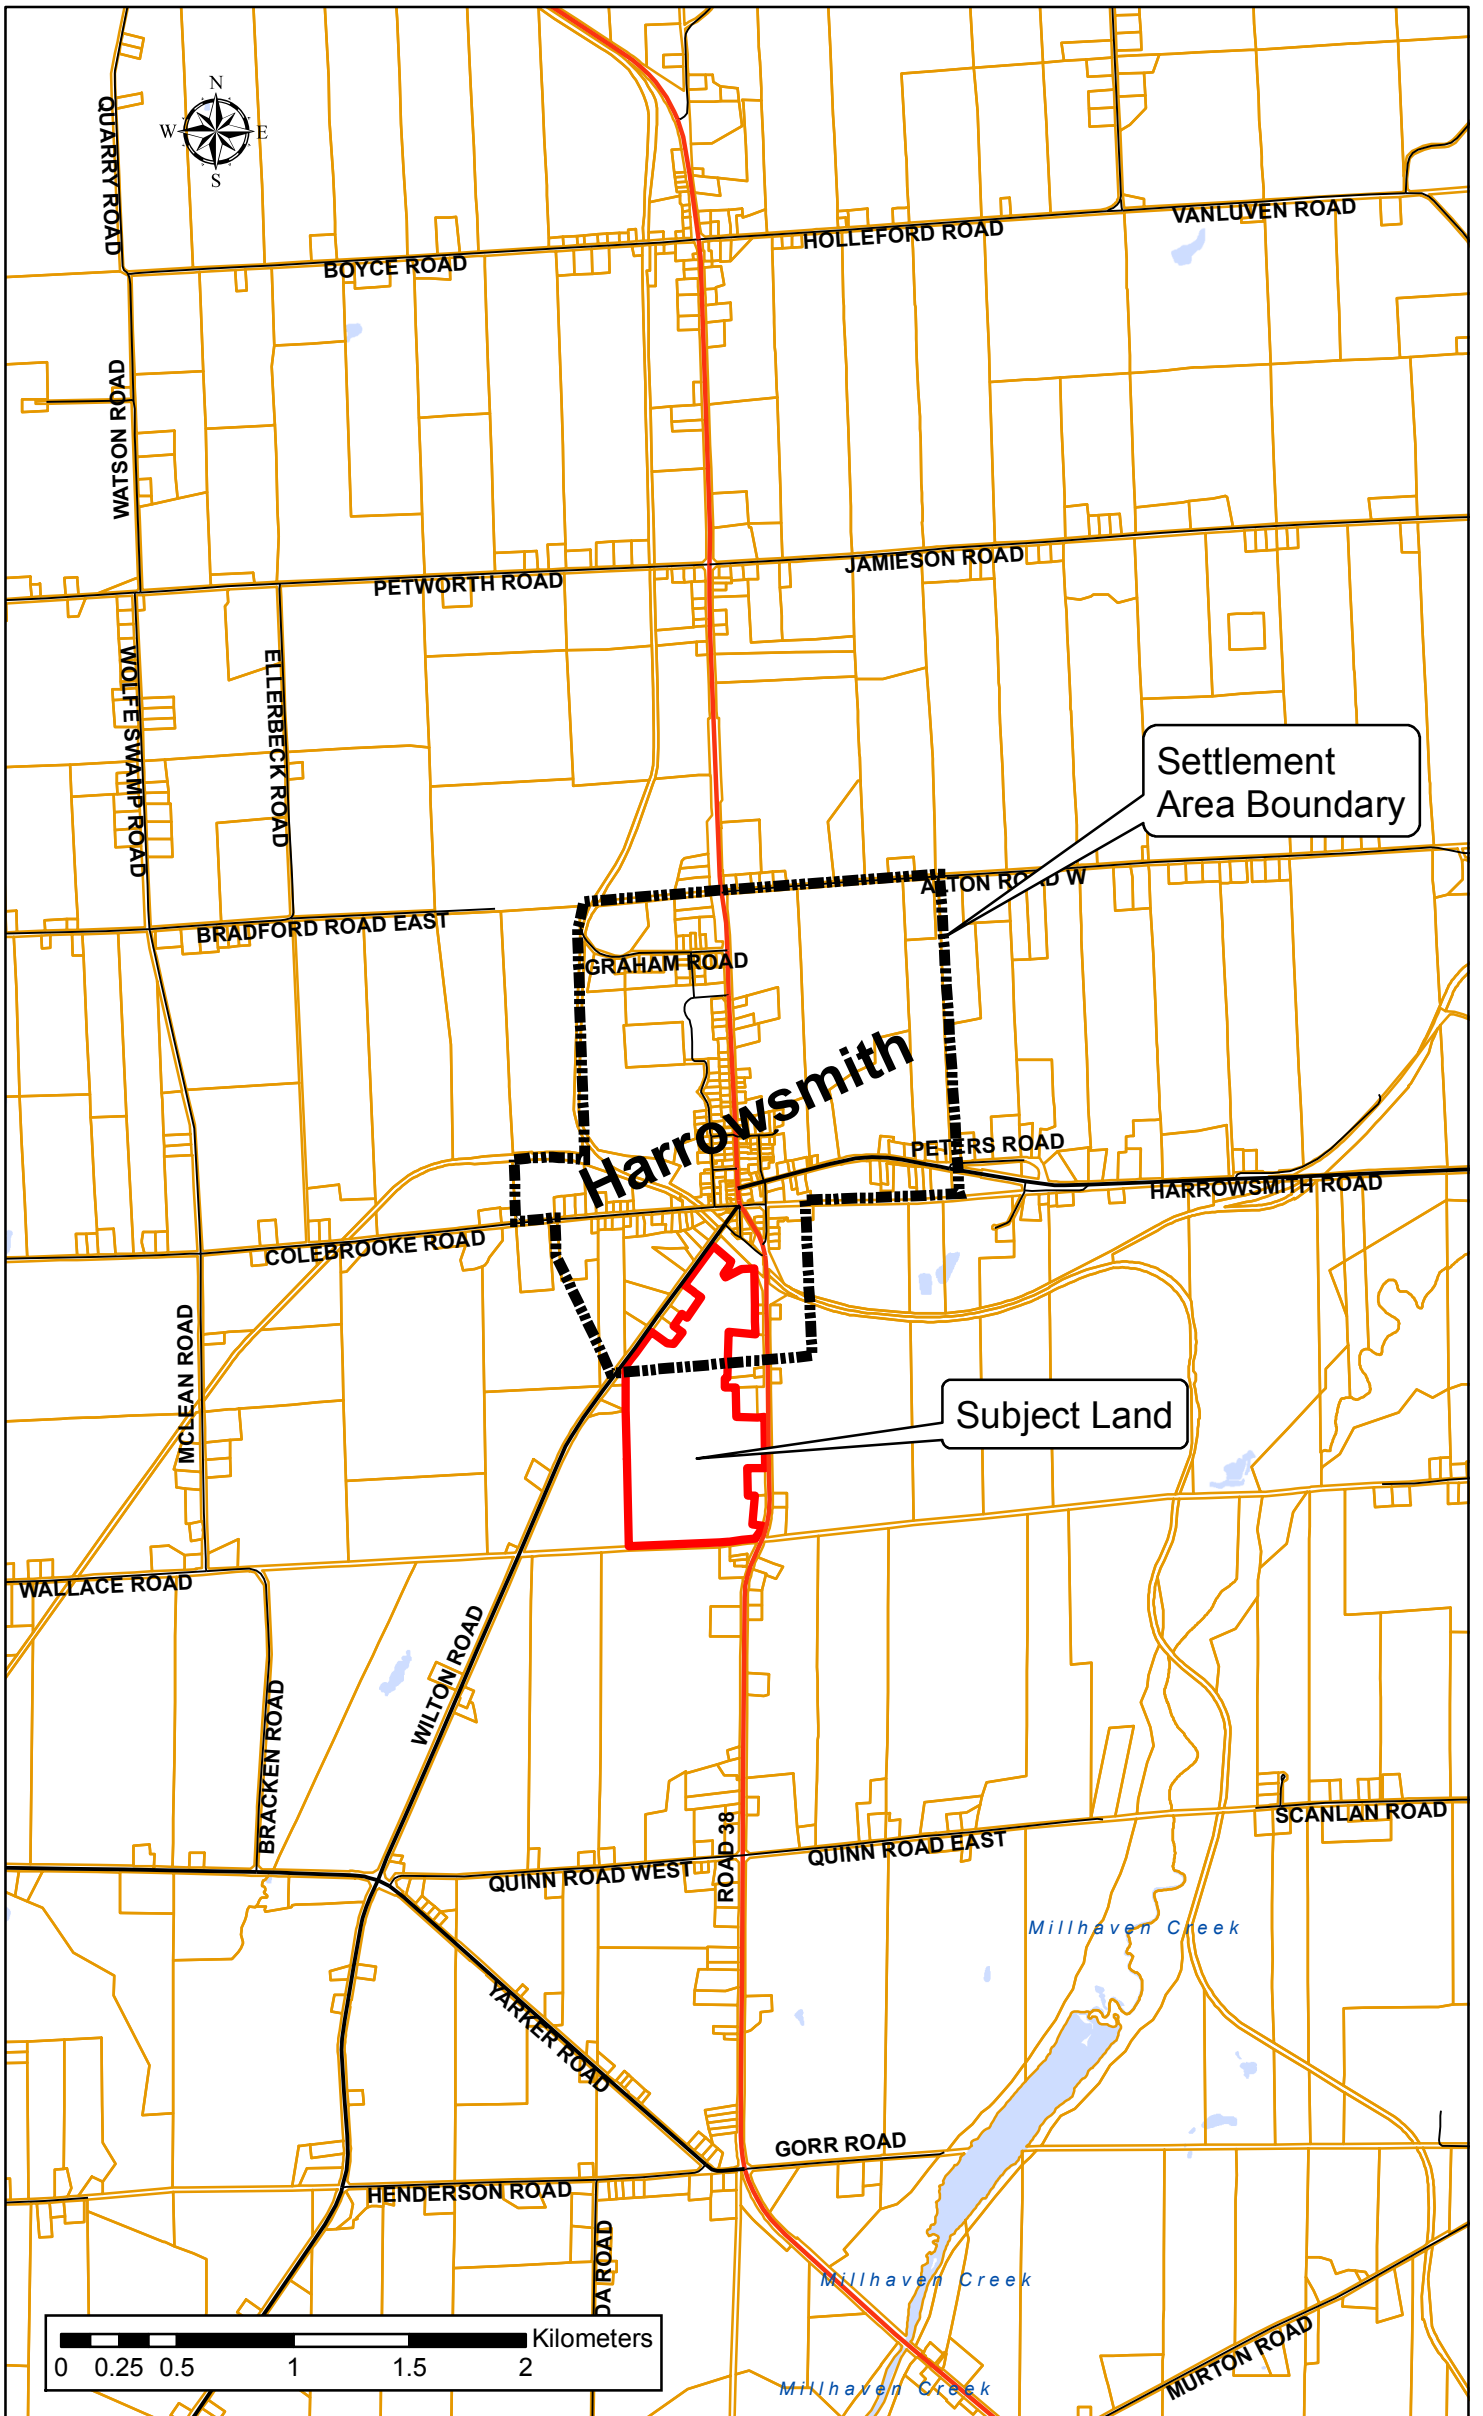 N
W
E
S
QUARRY ROAD
VANLUVEN ROAD
HOLLEFORD ROAD
BOYCE ROAD
WATSON ROAD
JAMIESON ROAD
PETWORTH ROAD
WOLFE SWAMP ROAD
ELLERBECK ROAD
Settlement
Area Boundary
ALTON ROAD W
BRADFORD ROAD EAST
GRAHAM ROAD
Harrowsmith
PETERS ROAD
HARROWSMITH ROAD
COLEBROOKE ROAD
MCLEAN ROAD
Subject Land
WALLACE ROAD
WILTON ROAD
BRACKEN ROAD
ROAD 38
SCANLAN ROAD
QUINN ROAD EAST
QUINN ROAD WEST
Millhaven Creek
YARKER ROAD
GORR ROAD
HENDERSON ROAD
DA ROAD
Millhaven Creek
MURTON ROAD
Millhaven Creek
Kilometers
0 0.25 0.5 1 1.5 2